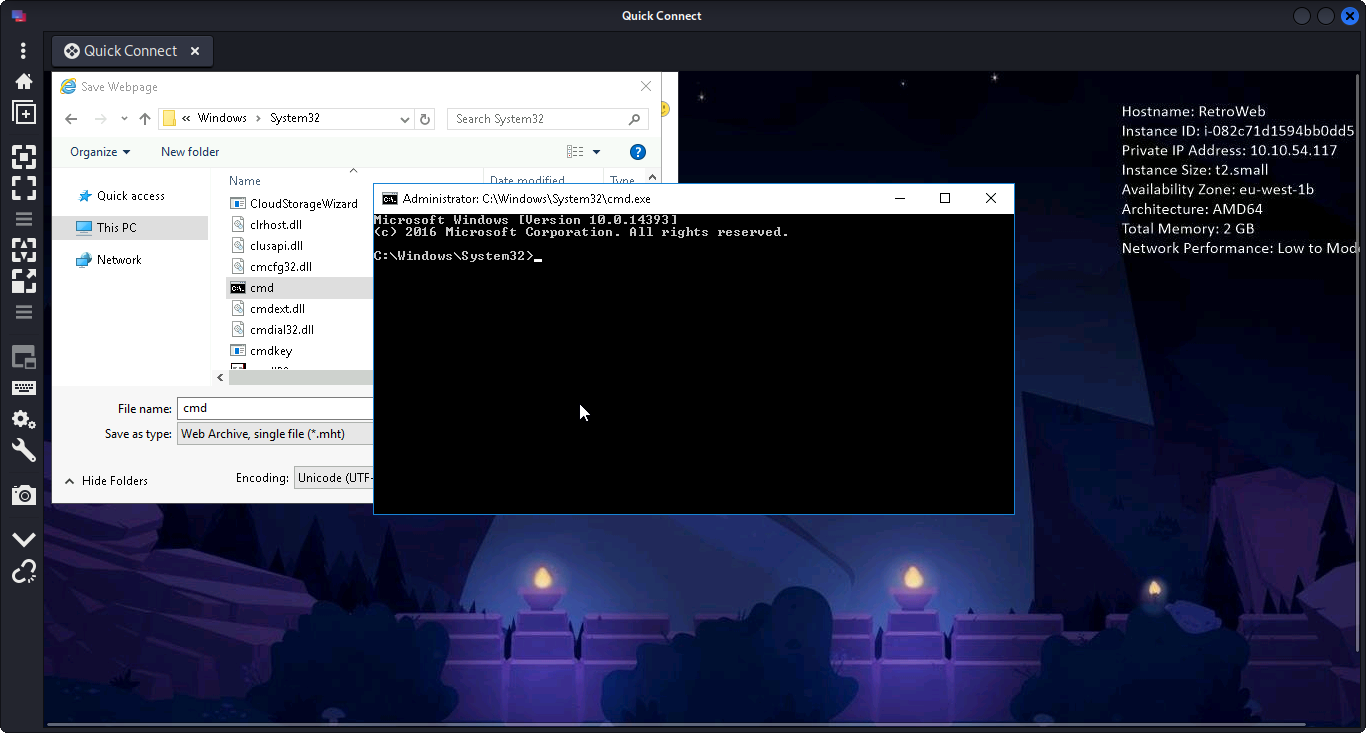 Quick Connect
Quick Connect
Save Webpage
« Windows › System32
Search System32
Organize
New folder
Quick access
This PC
Network
Name
Date modified
Type
CloudStorageWizard
clrhost.dll
clusapi.dll
cmcfg32.dll
cmd
cmdext.dll
cmdial32.dll
cmdkey
File name: cmd
Save as type: Web Archive, single file (*.mht)
Hide Folders
Encoding: Unicode (UTF-
Administrator: C:\Windows\System32\cmd.exe
Microsoft Windows [Version 10.0.14393]
(c) 2016 Microsoft Corporation. All rights reserved.
C:\Windows\System32>
Hostname: RetroWeb
Instance ID: i-082c71d1594bb0dd5
Private IP Address: 10.10.54.117
Instance Size: t2.small
Availability Zone: eu-west-1b
Architecture: AMD64
Total Memory: 2 GB
Network Performance: Low to Mode